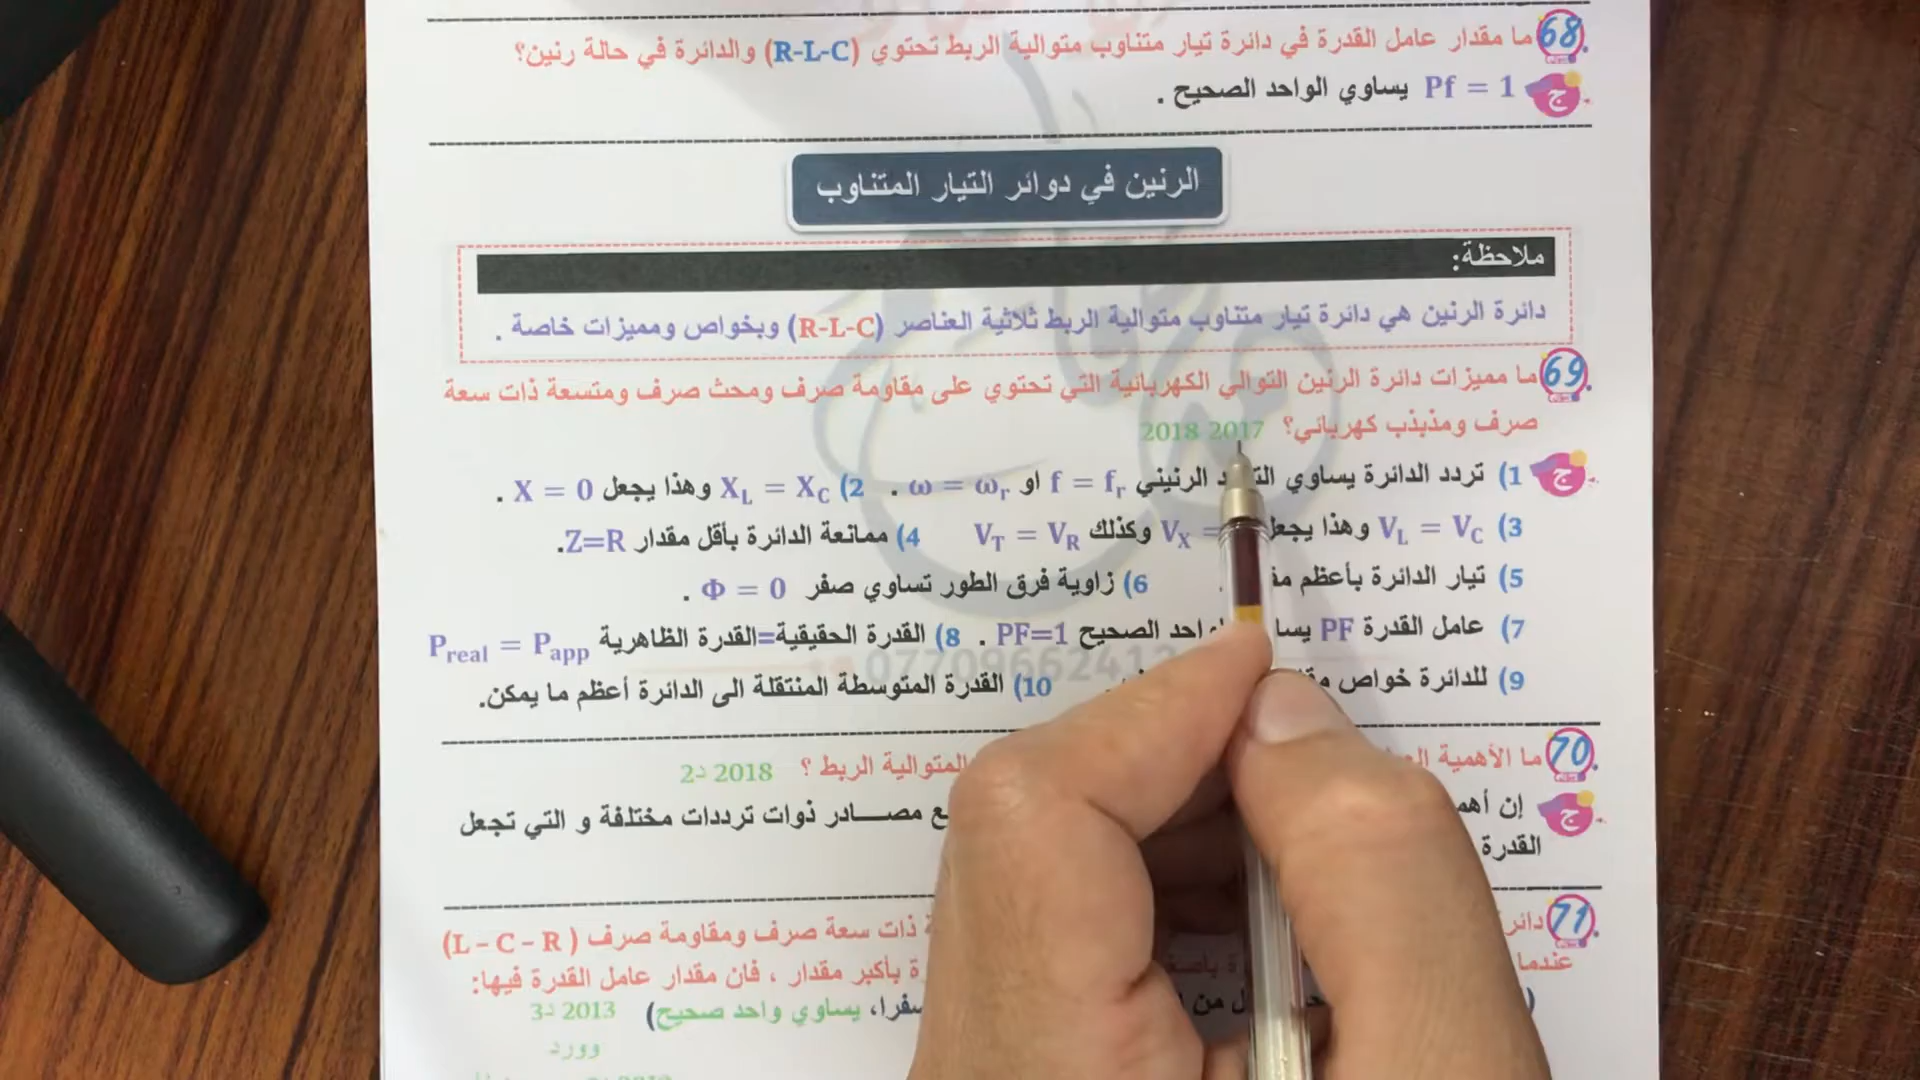 68 ما مقدار عامل القدرة في دائرة تيار متناوب متوالية الربط تحتوي (R-L-C) والدائرة في حالة رنين؟
ج Pf = 1 يساوي الواحد الصحيح .
الرنين في دوائر التيار المتناوب
ملاحظة:
دائرة الرنين هي دائرة تيار متناوب متوالية الربط ثلاثية العناصر (R-L-C) وبخواص ومميزات خاصة .
69 ما مميزات دائرة الرنين التوالي الكهربائية التي تحتوي على مقاومة صرف ومحث صرف ومتسعة ذات سعة
صرف ومذبذب كهربائي؟ 2017 2018
ج 1) تردد الدائرة يساوي الرنيني f = fr او ω = ωr . 2) XL = XC وهذا يجعل X = 0 .
3) VL = VC وهذا يجعل VX = وكذلك VT = VR 4) ممانعة الدائرة بأقل مقدار Z=R.
5) تيار الدائرة بأعظم 6) زاوية فرق الطور تساوي صفر Φ = 0 .
7) عامل القدرة PF الصحيح PF=1 . 8) القدرة الحقيقية=القدرة الظاهرية Preal = Papp
07709662412
9) للدائرة خواص 10) القدرة المتوسطة المنتقلة الى الدائرة أعظم ما يمكن.
70 ما الأهمية المتوالية الربط ؟ 2018 د2
ج إن مصـــادر ذوات ترددات مختلفة و التي تجعل
القدرة
71 ذات سعة صرف ومقاومة صرف (L – C – R)
عندما بأكبر مقدار ، فان مقدار عامل القدرة فيها:
من يساوي واحد صحيح) 2013 د3
وورد